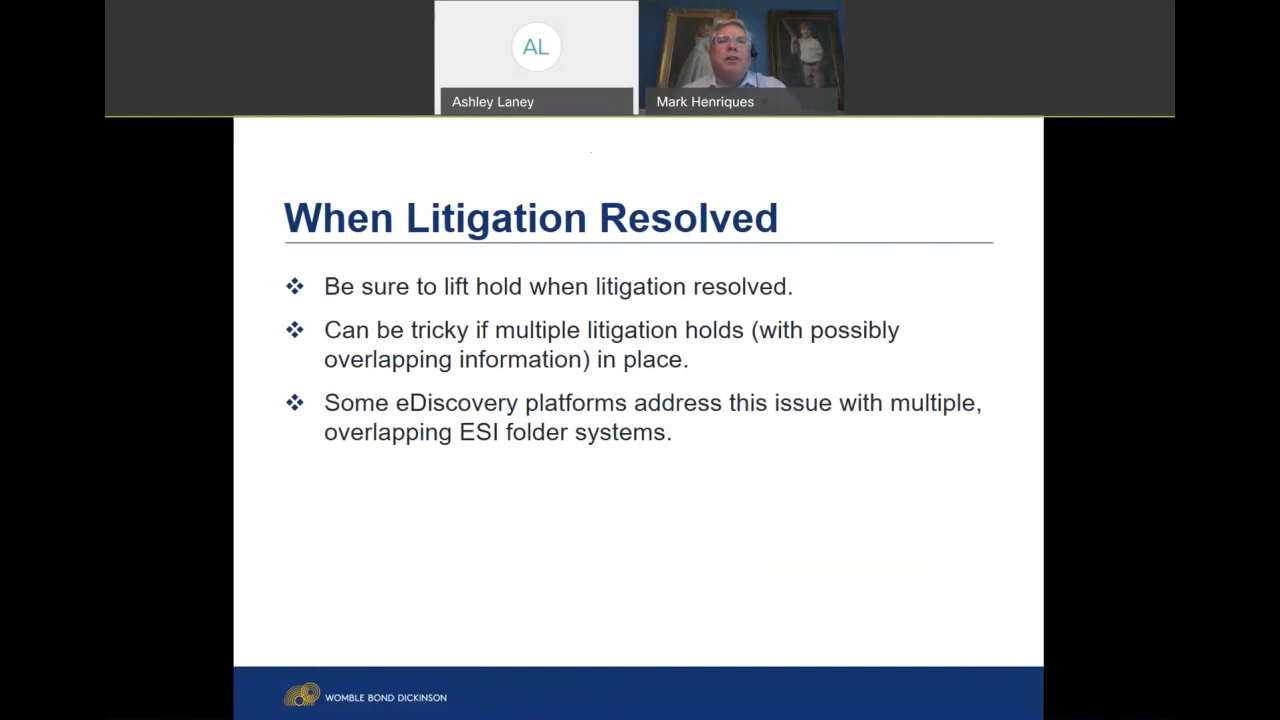 AL
Ashley Laney
Mark Henriques
When Litigation Resolved
Be sure to lift hold when litigation resolved.
Can be tricky if multiple litigation holds (with possibly
overlapping information) in place.
Some eDiscovery platforms address this issue with multiple,
overlapping ESI folder systems.
WOMBLE BOND DICKINSON